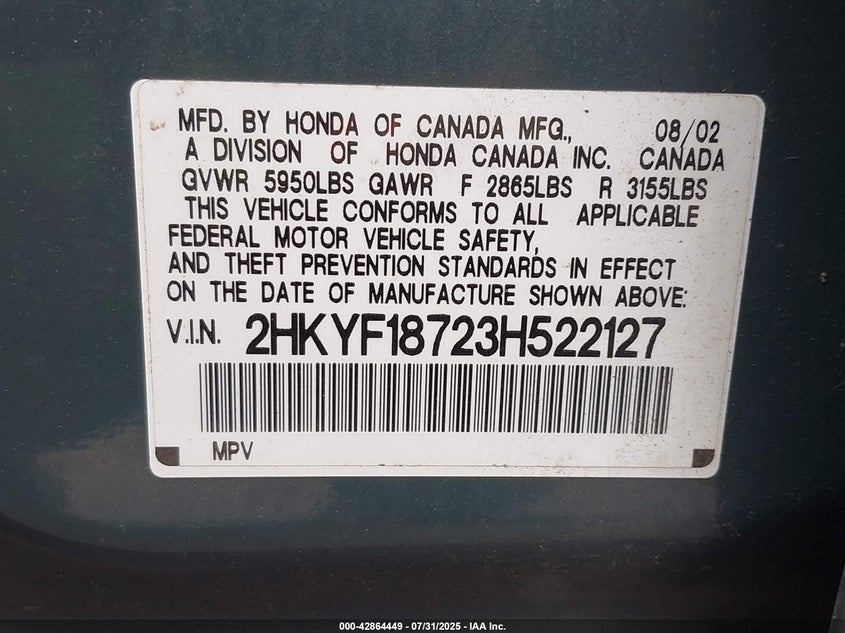 MFD. BY HONDA OF CANADA MFG., 08/02
A DIVISION OF HONDA CANADA INC. CANADA
GVWR 5950LBS GAWR F 2865LBS R 3155LBS
THIS VEHICLE CONFORMS TO ALL APPLICABLE
FEDERAL MOTOR VEHICLE SAFETY,
AND THEFT PREVENTION STANDARDS IN EFFECT
ON THE DATE OF MANUFACTURE SHOWN ABOVE:
V.I.N. 2HKYF18723H522127
MPV
000-42864449 - 07/31/2025 - IAA Inc.